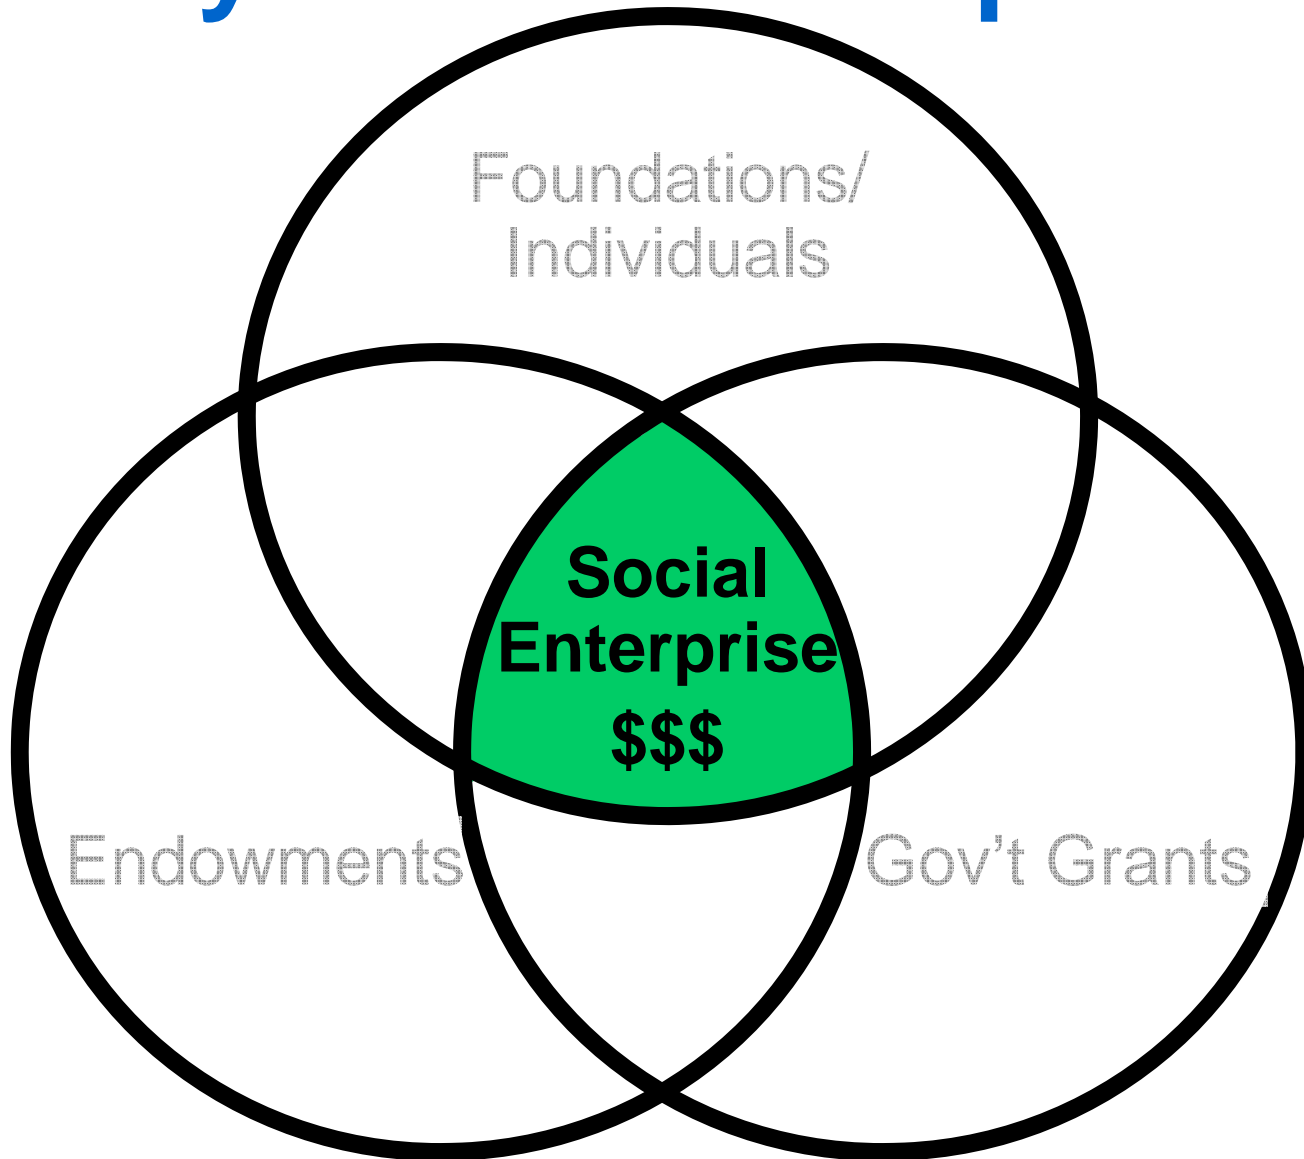 Foundations/
Individuals
Social
Enterprise
$$$
Endowments
Gov’t Grants